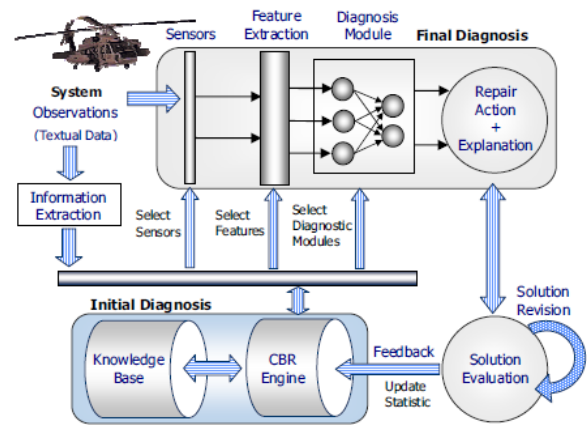 Sensors
Feature
Extraction
Diagnosis
Module
Final Diagnosis
System
Observations
(Textual Data)
Repair
Action
+
Explanation
Information
Extraction
Select
Sensors
Select
Features
Select
Diagnostic
Modules
Initial Diagnosis
Solution
Revision
Knowledge
Base
CBR
Engine
Feedback
Update
Statistic
Solution
Evaluation